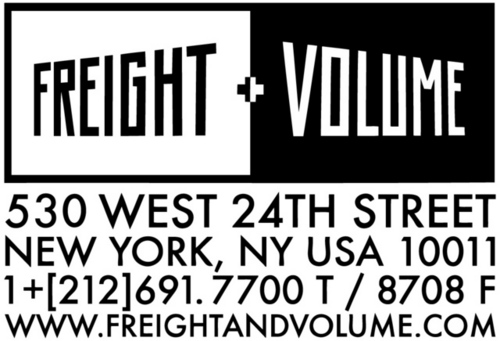 FREIGHT + VOLUME
530 WEST 24TH STREET
NEW YORK, NY USA 10011
1+[212]691.7700 T / 8708 F
WWW.FREIGHTANDVOLUME.COM